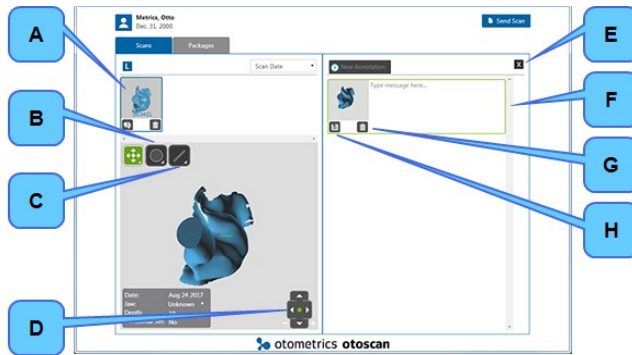 A
B
C
D
E
F
G
H
Metrics, Otto
Dec. 31, 2000
Send Scan
Scans
Packages
L
Scan Date
New Annotation
X
Type message here...
Date: Aug 24 2017
Jaw: Unknown
Depth:
No
otometrics otoscan